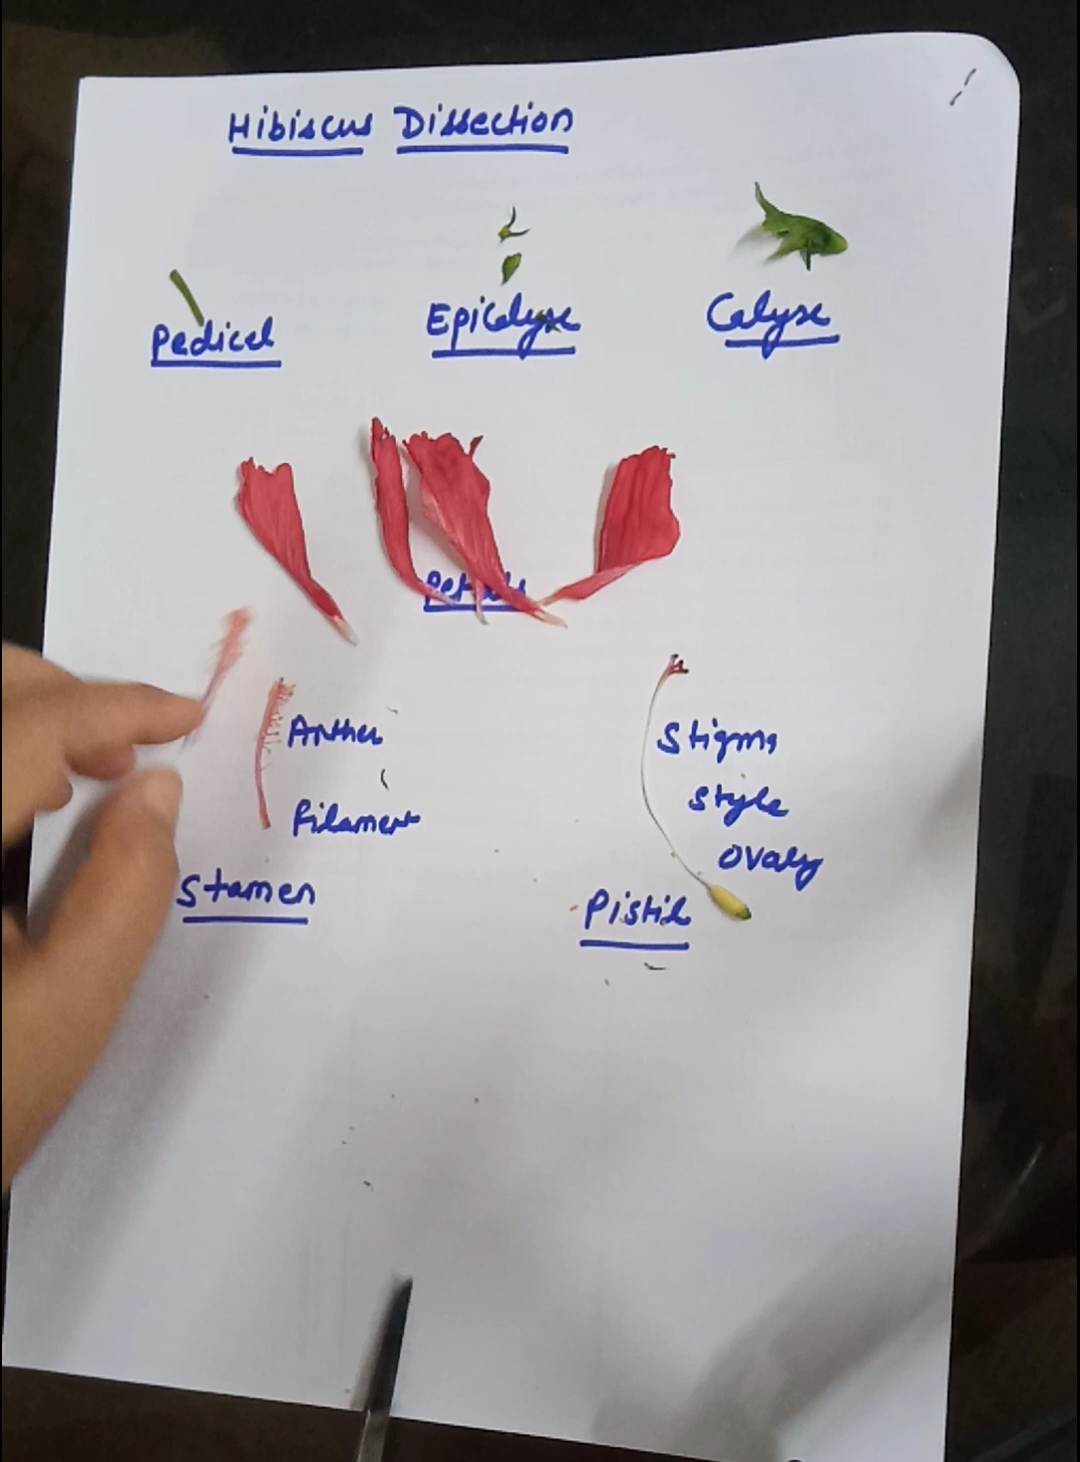 Hibiscus Dissection
Pedicel
Epicalyx
Calyx
Petals
Anther
Filament
Stamen
Stigma
Style
Ovary
Pistil